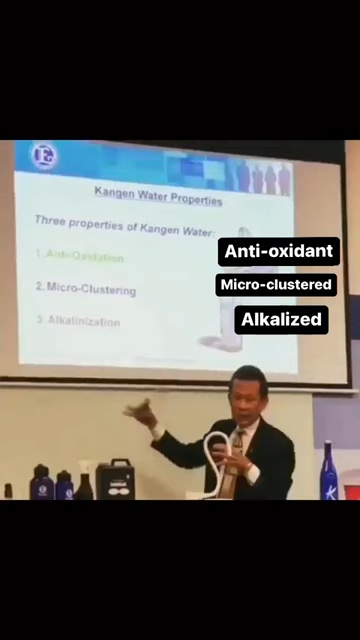 E
Kangen Water Properties
Three properties of Kangen Water:
1. Anti-Oxidation
2. Micro-Clustering
3. Alkalinization
Anti-oxidant
Micro-clustered
Alkalized
K